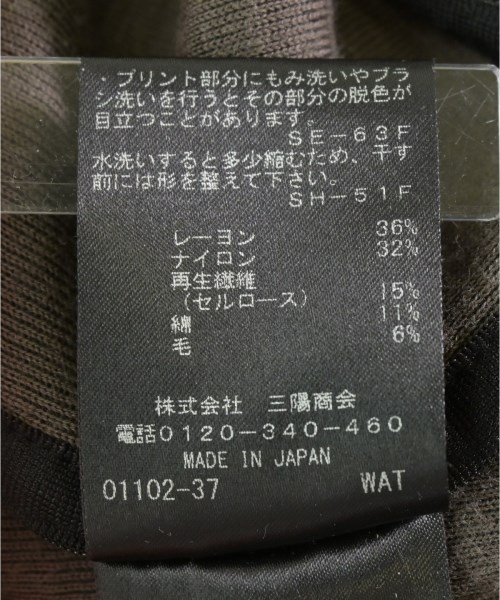 ・プリント部分にもみ洗いやブラ
シ洗いを行うとその部分の脱色が
目立つことがあります。
SE-63F
水洗いすると多少縮むため、干す
前には形を整えて下さい。
SH-51F
レーヨン 36%
ナイロン 32%
再生繊維
(セルロース) 15%
綿 11%
毛 6%
株式会社 三陽商会
電話0120-340-460
MADE IN JAPAN
01102-37 WAT